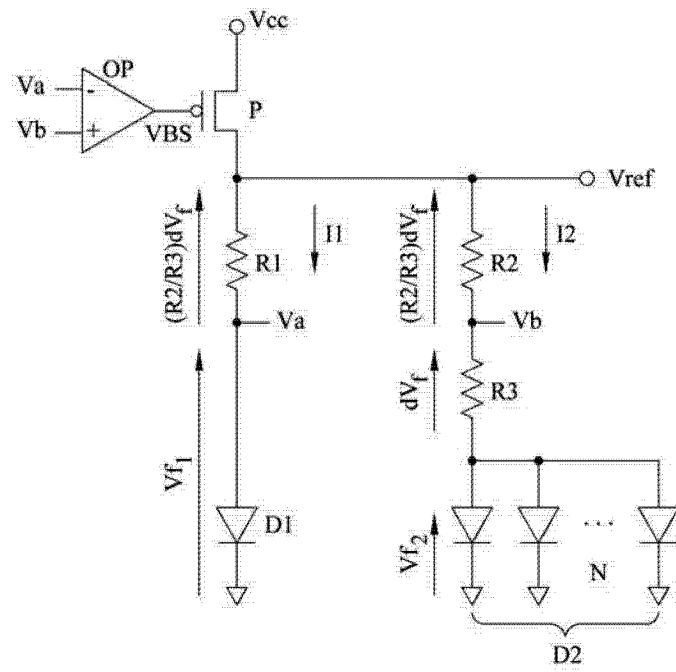 Vcc
OP
Va
-
Vb
+
VBS
P
Vref
(R2/R3)dVf
I1
R1
(R2/R3)dVf
I2
R2
Va
Vb
dVf
R3
Vf1
D1
Vf2
...
N
D2